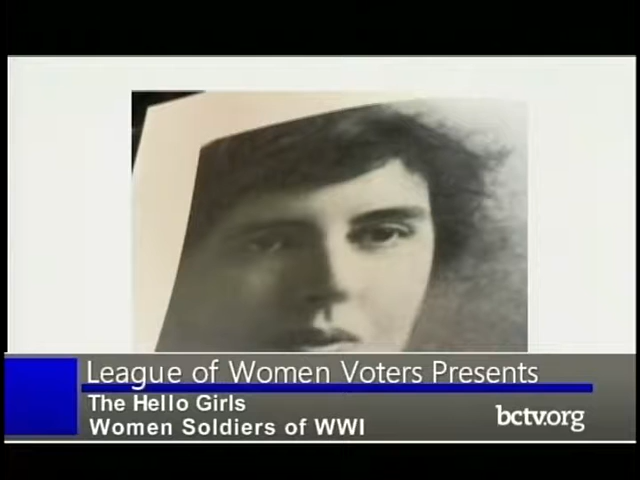 League of Women Voters Presents
The Hello Girls
Women Soldiers of WWI
bctv.org